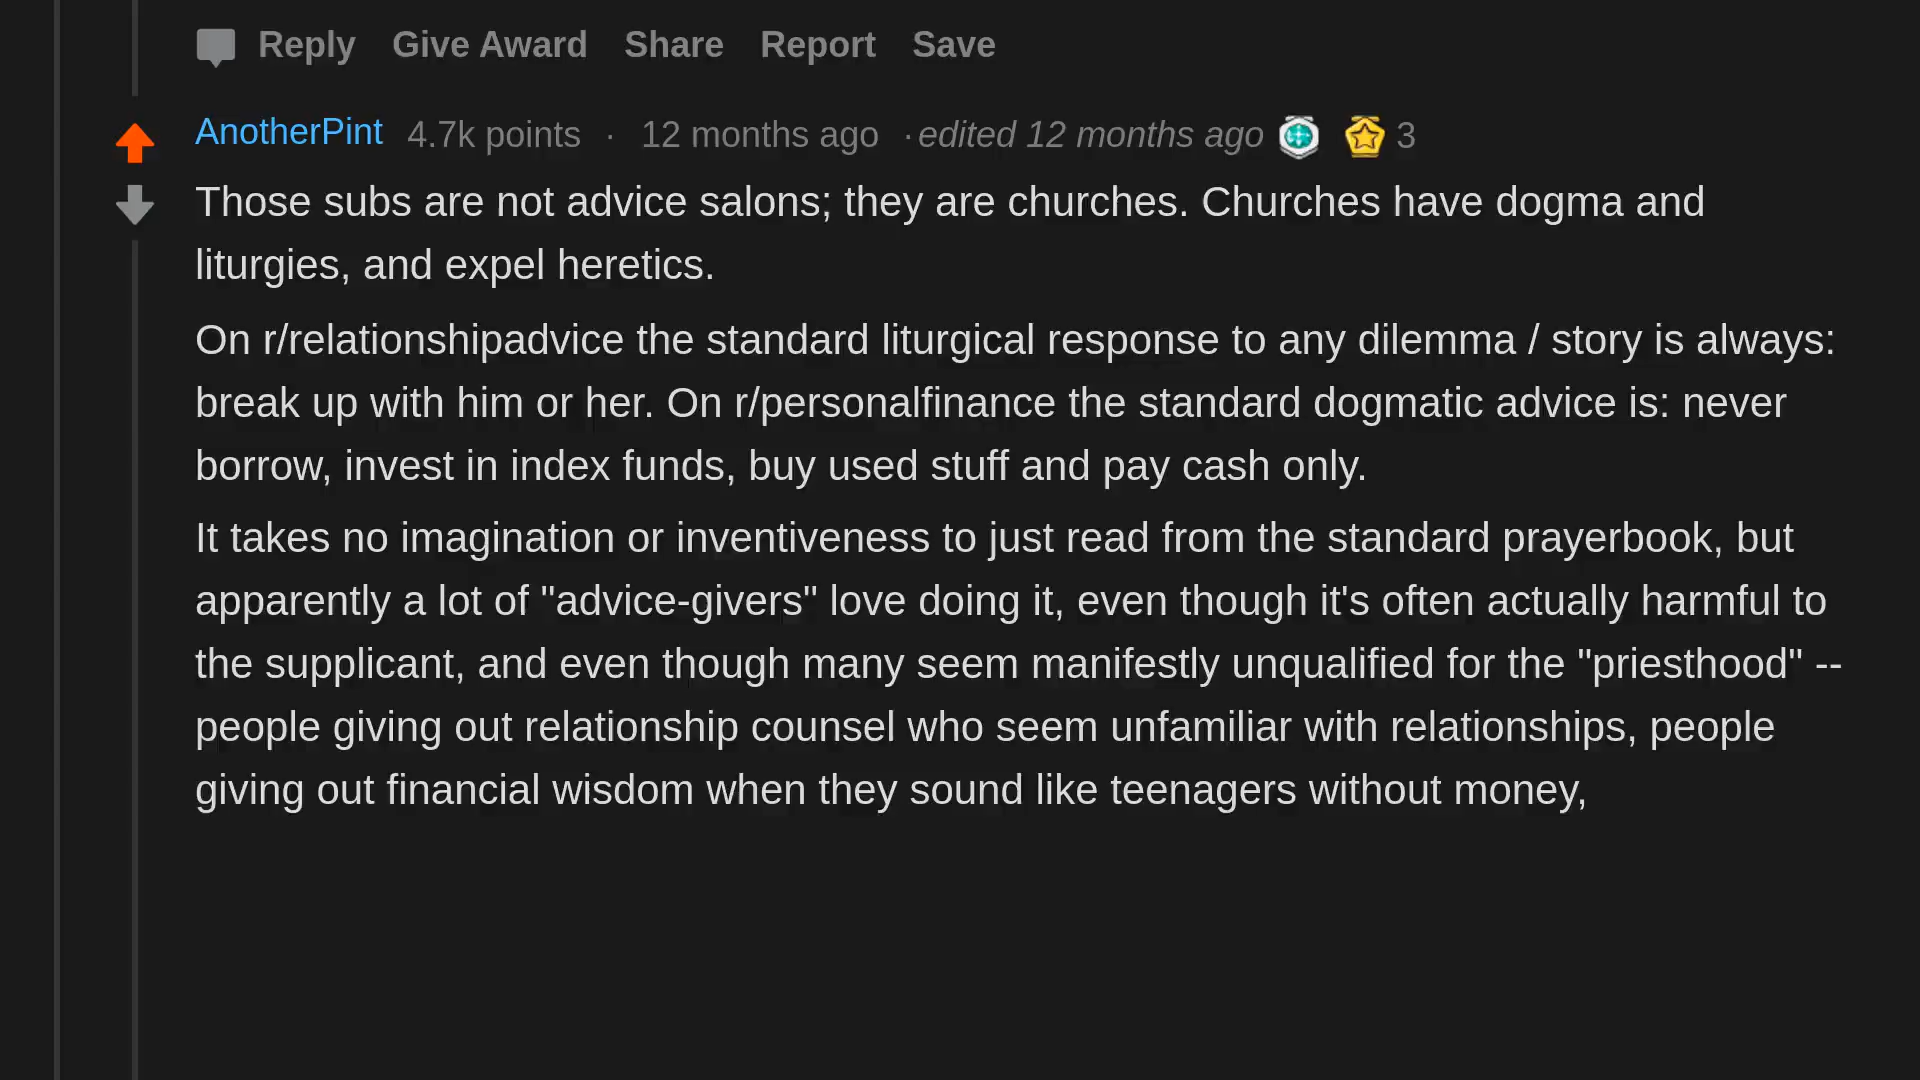 Reply Give Award Share Report Save
AnotherPint 4.7k points · 12 months ago · edited 12 months ago 3
Those subs are not advice salons; they are churches. Churches have dogma and
liturgies, and expel heretics.
On r/relationshipadvice the standard liturgical response to any dilemma / story is always:
break up with him or her. On r/personalfinance the standard dogmatic advice is: never
borrow, invest in index funds, buy used stuff and pay cash only.
It takes no imagination or inventiveness to just read from the standard prayerbook, but
apparently a lot of "advice-givers" love doing it, even though it's often actually harmful to
the supplicant, and even though many seem manifestly unqualified for the "priesthood" --
people giving out relationship counsel who seem unfamiliar with relationships, people
giving out financial wisdom when they sound like teenagers without money,